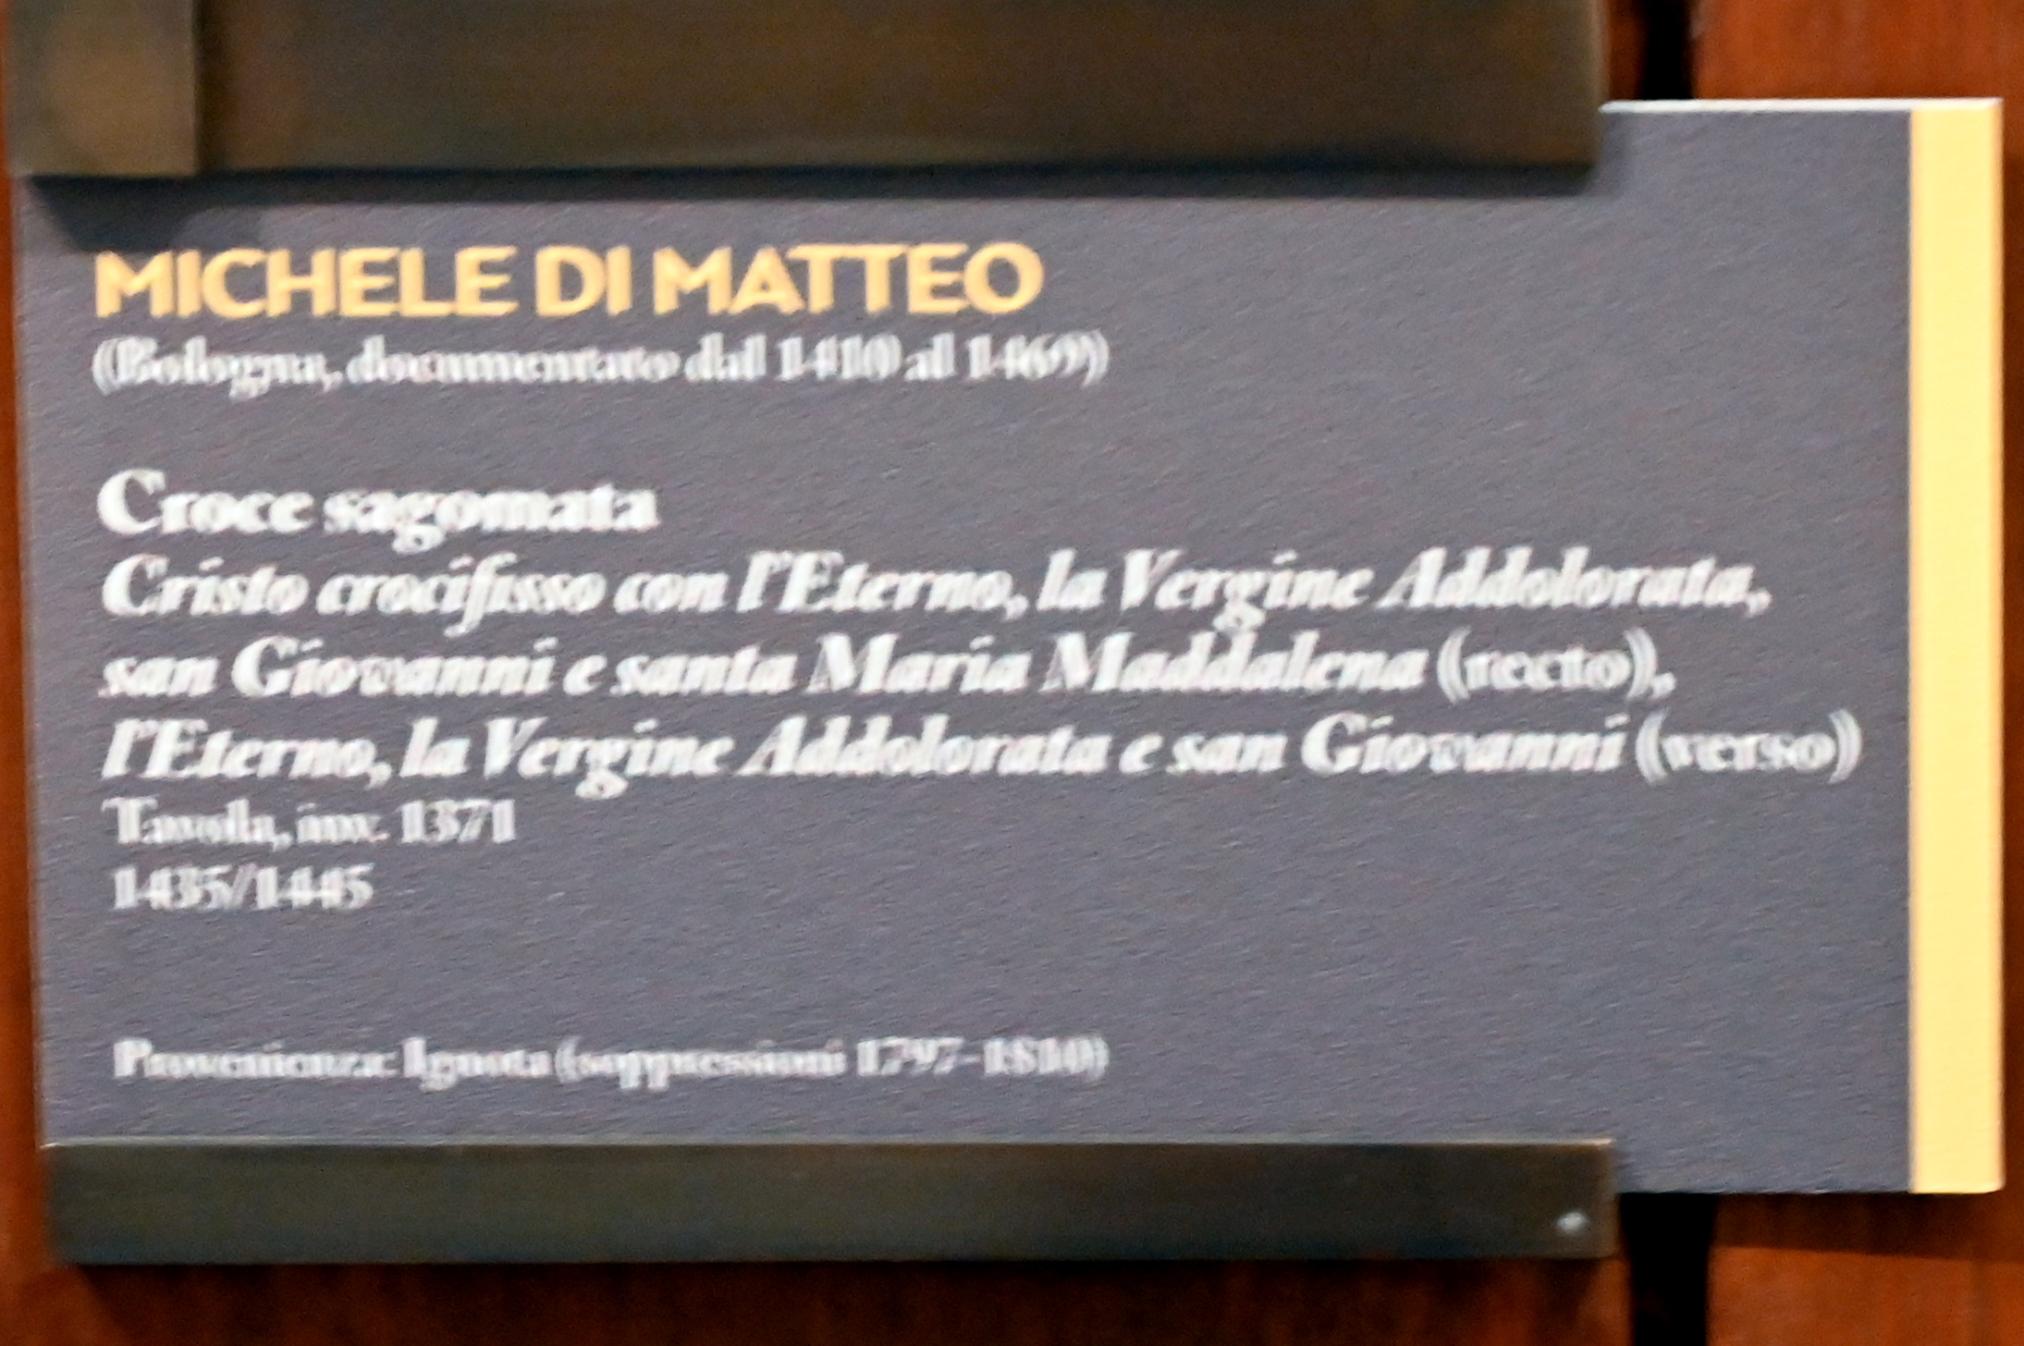 MICHELE DI MATTEO
(Bologna, documentato dal 1410 al 1469)
Croce sagomata
Cristo crocifisso con l'Eterno, la Vergine Addolorata,
san Giovanni e santa Maria Maddalena (recto),
l'Eterno, la Vergine Addolorata e san Giovanni (verso)
Tavola, inv. 1371
1435/1445
Provenienza: Ignota (soppressioni 1797-1810)